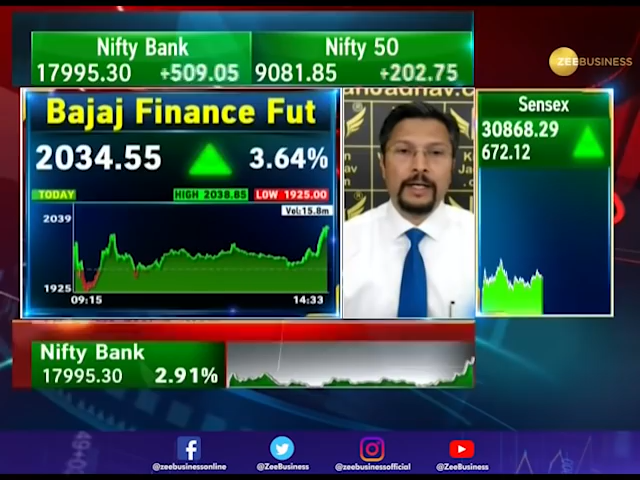 Nifty Bank
17995.30 +509.05
Nifty 50
9081.85 +202.75
ZEEBUSINESS
Bajaj Finance Fut
2034.55 3.64%
TODAY HIGH 2038.85 LOW 1925.00
Vol:15.8m
2039
1925
09:15 14:33
Sensex
30868.29
672.12
Nifty Bank
17995.30 2.91%
@zeebusinessonline
@ZeeBusiness
@zeebusinessofficial
@ZeeBusiness